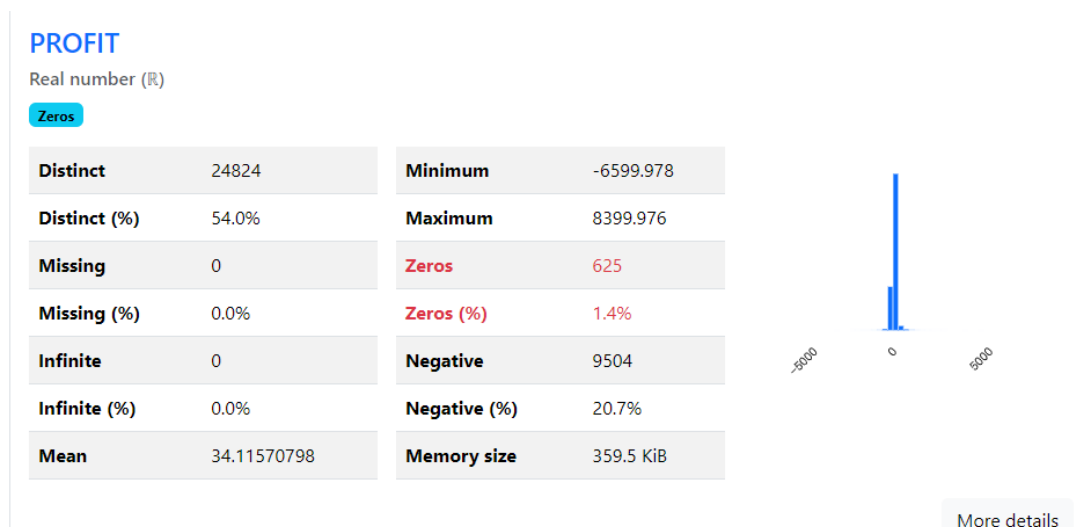 PROFIT
Real number (ℝ)
Zeros
Distinct 24824
Distinct (%) 54.0%
Missing 0
Missing (%) 0.0%
Infinite 0
Infinite (%) 0.0%
Mean 34.11570798
Minimum -6599.978
Maximum 8399.976
Zeros 625
Zeros (%) 1.4%
Negative 9504
Negative (%) 20.7%
Memory size 359.5 KiB
−5000 0 5000
More details